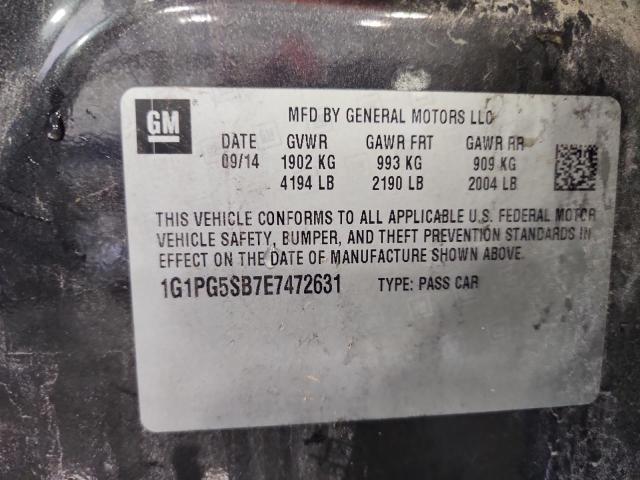 GM
MFD BY GENERAL MOTORS LLC
DATE GVWR GAWR FRT GAWR RR
09/14 1902 KG 993 KG 909 KG
4194 LB 2190 LB 2004 LB
THIS VEHICLE CONFORMS TO ALL APPLICABLE U.S. FEDERAL MOTOR
VEHICLE SAFETY, BUMPER, AND THEFT PREVENTION STANDARDS IN
EFFECT ON THE DATE OF MANUFACTURE SHOWN ABOVE.
1G1PG5SB7E7472631 TYPE: PASS CAR